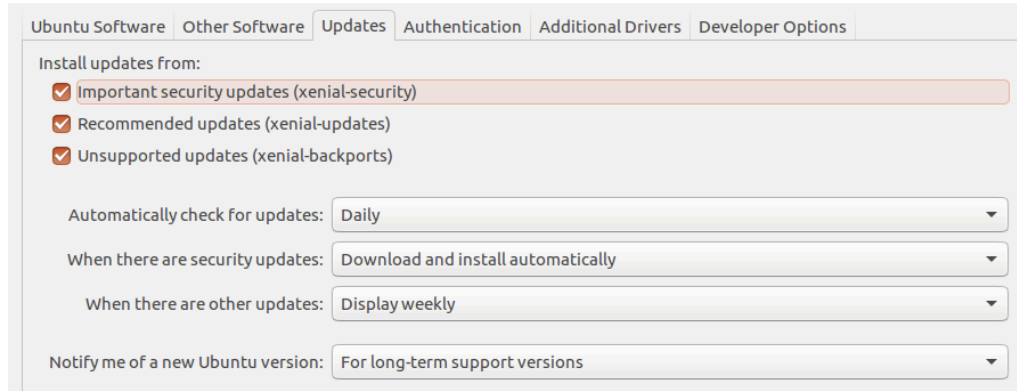 Ubuntu Software Other Software Updates Authentication Additional Drivers Developer Options
Install updates from:
Important security updates (xenial-security)
Recommended updates (xenial-updates)
Unsupported updates (xenial-backports)
Automatically check for updates: Daily
When there are security updates: Download and install automatically
When there are other updates: Display weekly
Notify me of a new Ubuntu version: For long-term support versions